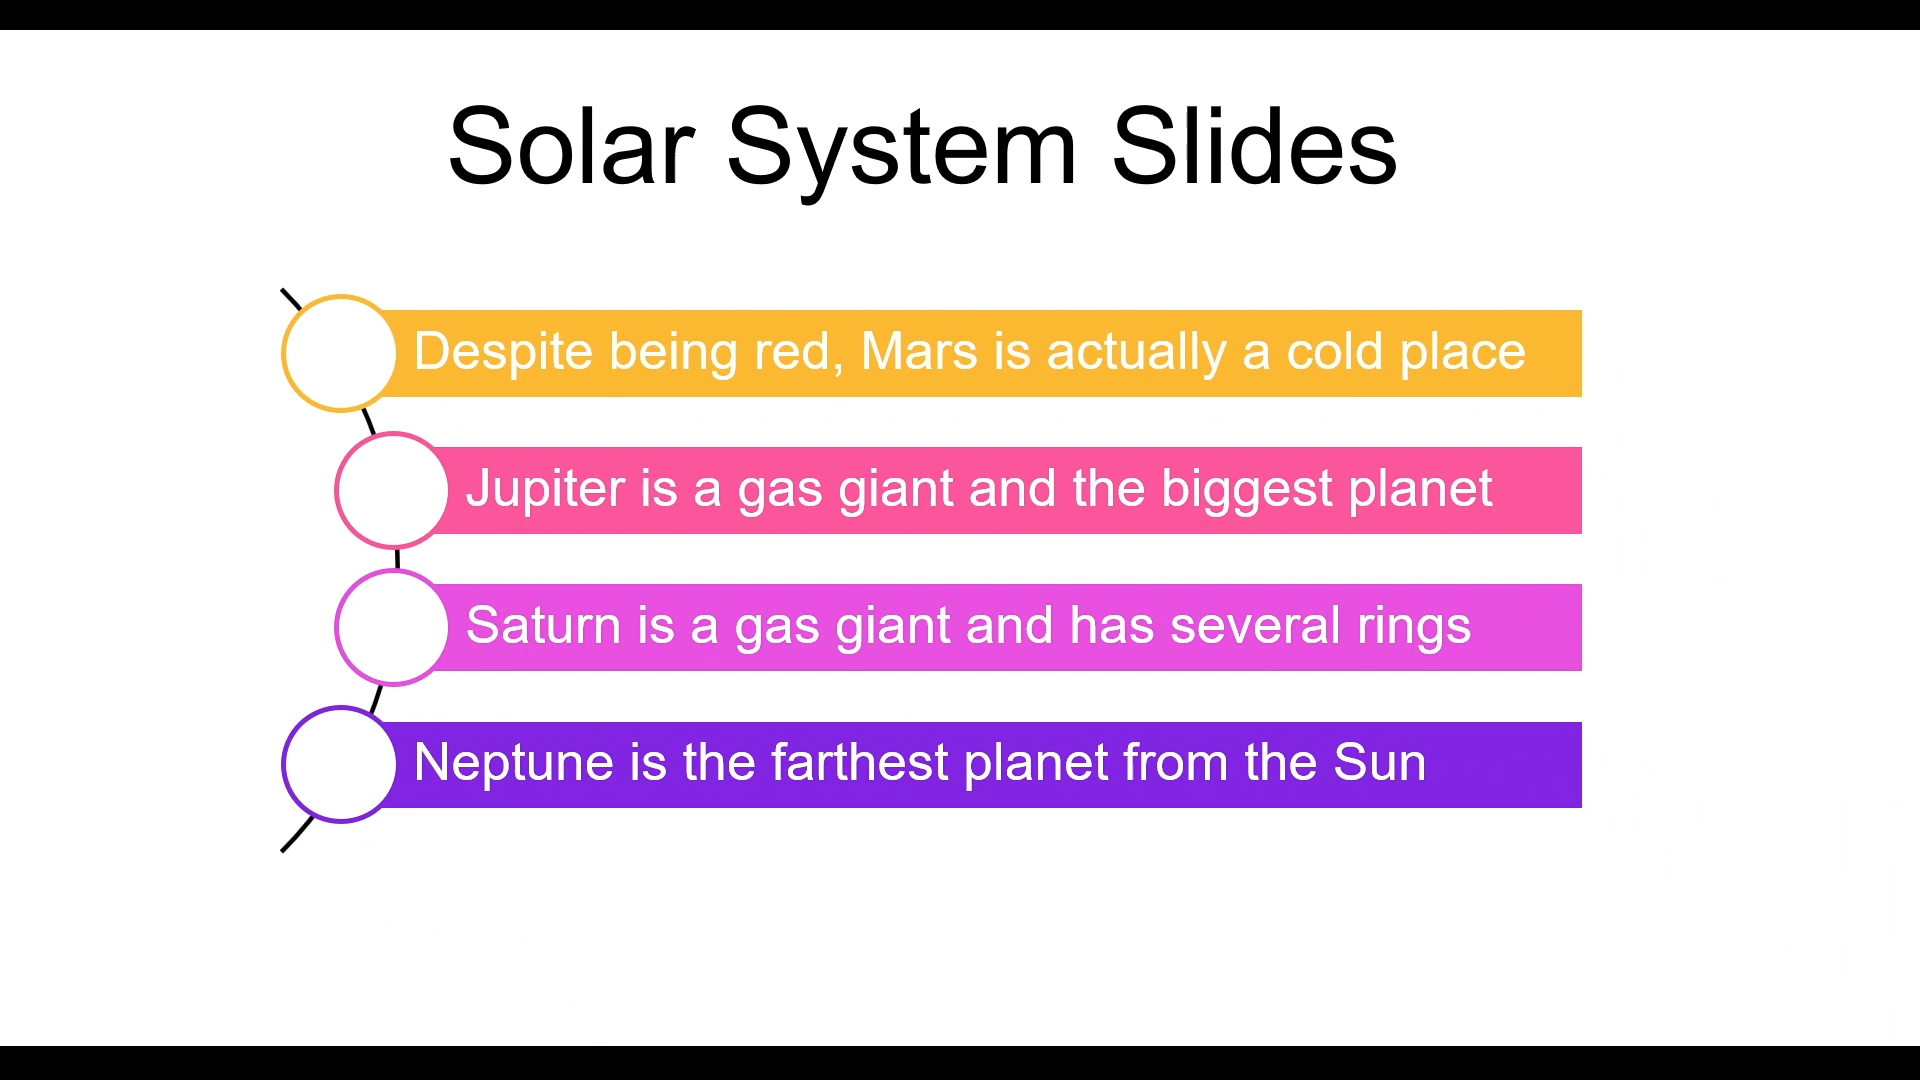 Solar System Slides
Despite being red, Mars is actually a cold place
Jupiter is a gas giant and the biggest planet
Saturn is a gas giant and has several rings
Neptune is the farthest planet from the Sun